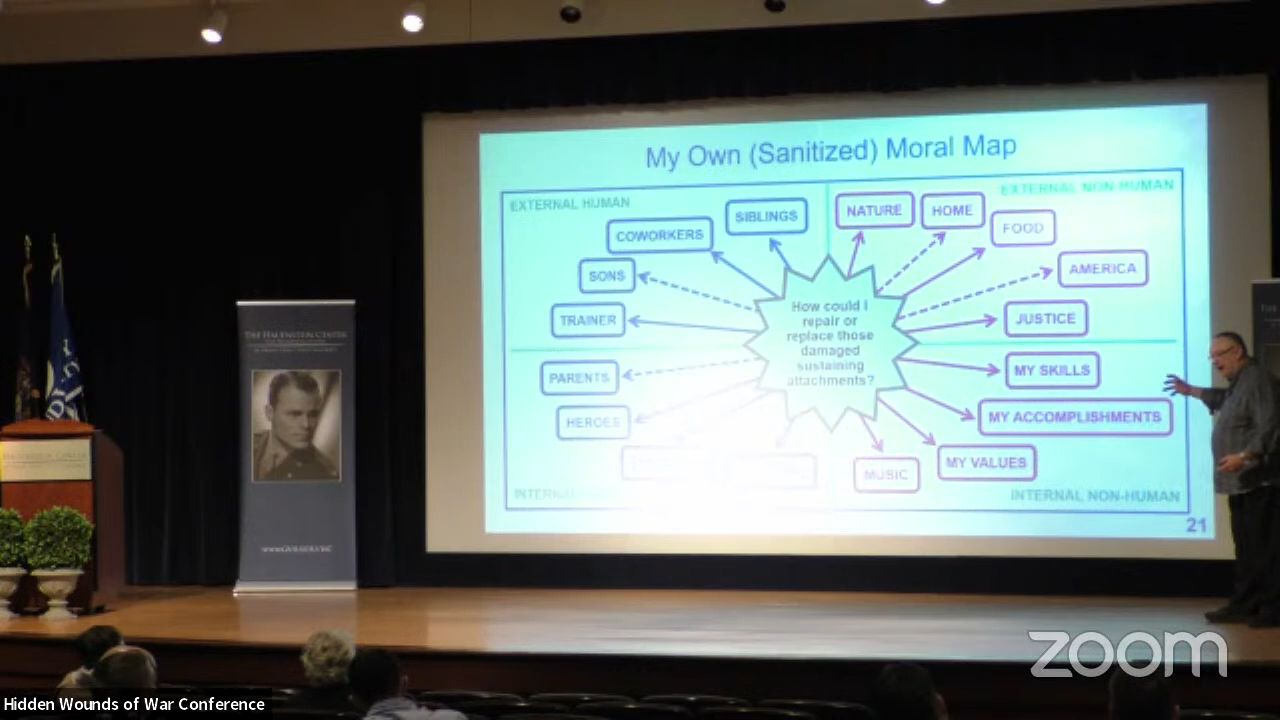 My Own (Sanitized) Moral Map
EXTERNAL HUMAN
EXTERNAL NON-HUMAN
SIBLINGS
NATURE
HOME
COWORKERS
FOOD
SONS
AMERICA
TRAINER
JUSTICE
How could I
repair or
replace those
damaged
sustaining
attachments?
PARENTS
MY SKILLS
HEROES
MY ACCOMPLISHMENTS
MUSIC
MY VALUES
INTERNAL NON-HUMAN
21
zoom
Hidden Wounds of War Conference